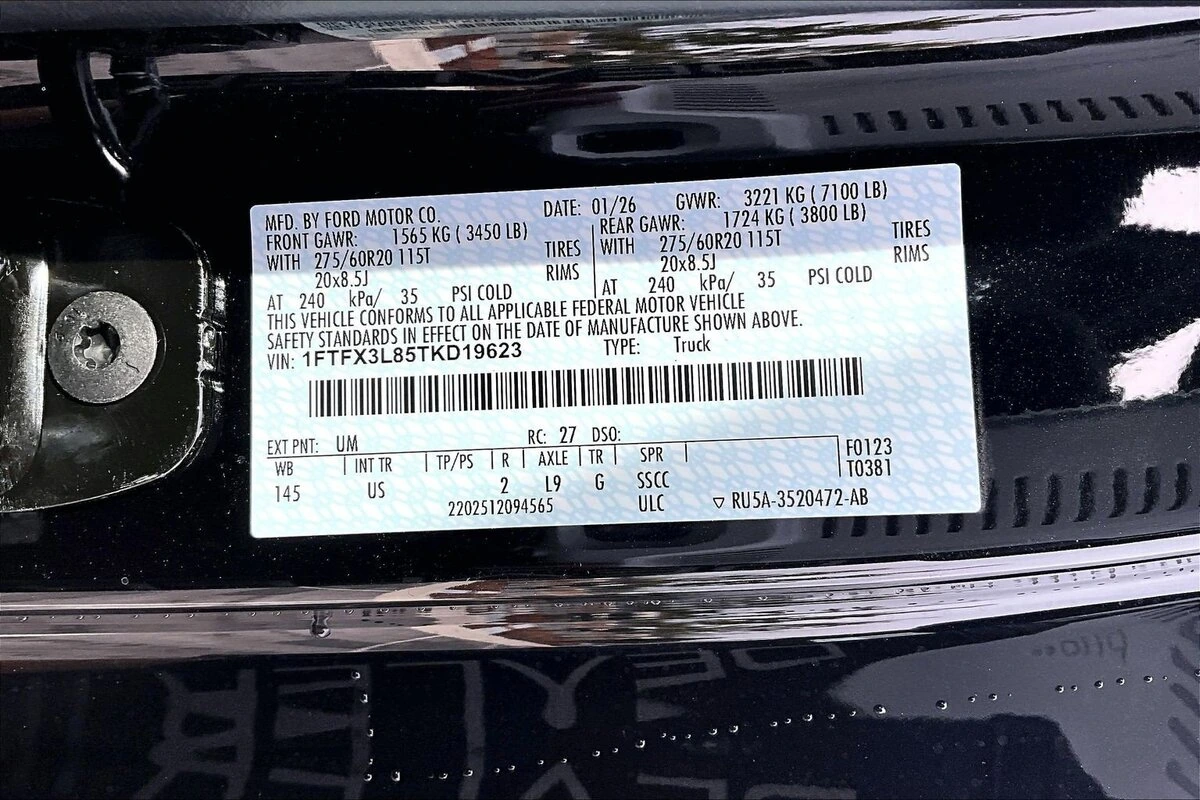 MFD. BY FORD MOTOR CO. DATE: 01/26 GVWR: 3221 KG ( 7100 LB)
FRONT GAWR: 1565 KG ( 3450 LB) REAR GAWR: 1724 KG ( 3800 LB)
WITH 275/60R20 115T TIRES WITH 275/60R20 115T TIRES
20x8.5J RIMS 20x8.5J RIMS
AT 240 kPa/ 35 PSI COLD AT 240 kPa/ 35 PSI COLD
THIS VEHICLE CONFORMS TO ALL APPLICABLE FEDERAL MOTOR VEHICLE
SAFETY STANDARDS IN EFFECT ON THE DATE OF MANUFACTURE SHOWN ABOVE.
VIN: 1FTFX3L85TKD19623 TYPE: Truck
EXT PNT: UM RC: 27 DSO:
WB INT TR TP/PS R AXLE TR SPR F0123
145 US 2 L9 G SSCC T0381
2202512094565 ULC ▽ RU5A-3520472-AB